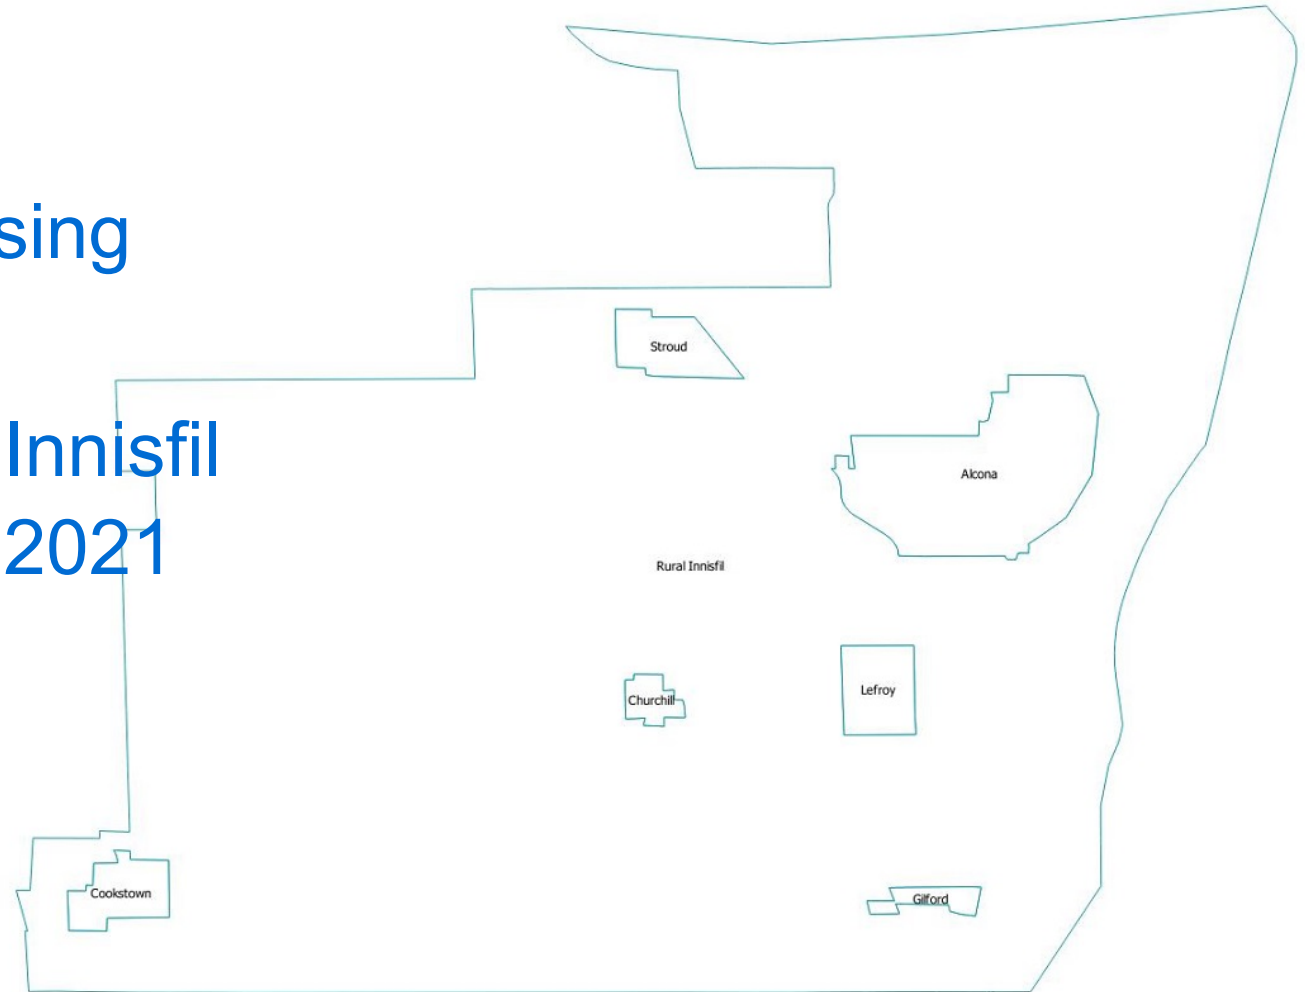 sing
Innisfil
2021
Stroud
Alcona
Rural Innisfil
Churchill
Lefroy
Cookstown
Gilford